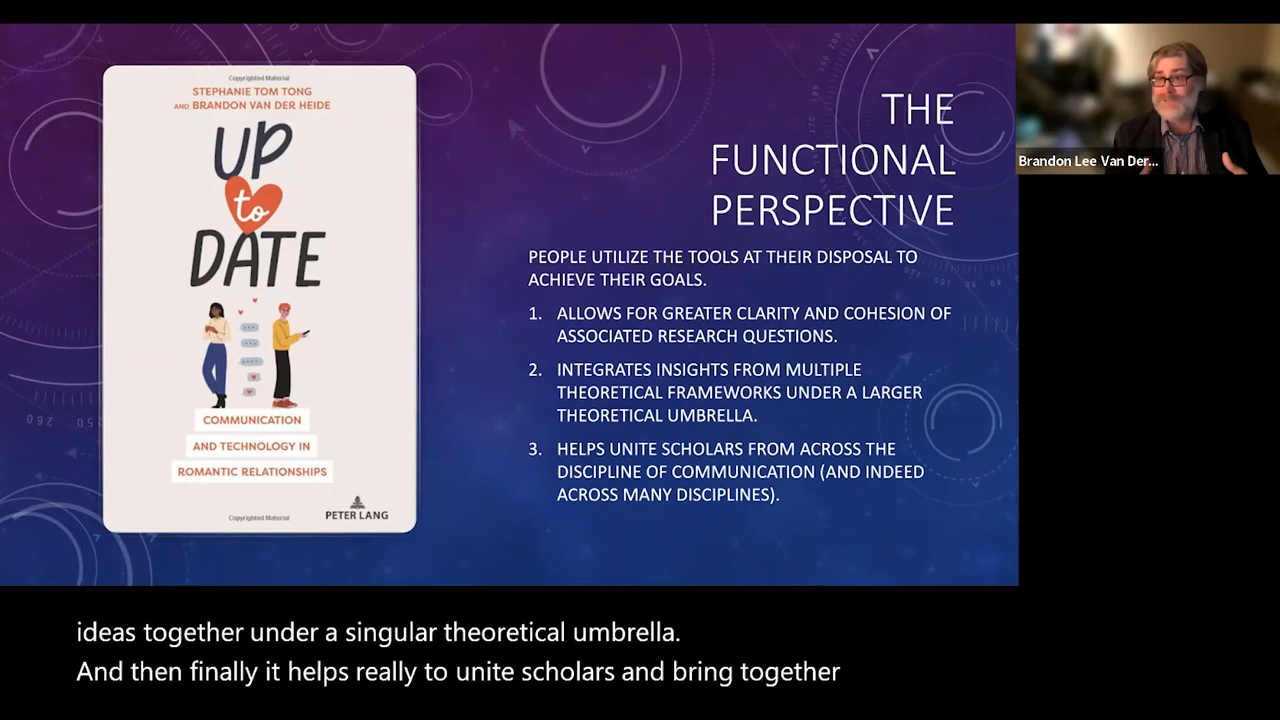 Copyrighted Material
STEPHANIE TOM TONG
AND BRANDON VAN DER HEIDE
UP
to
DATE
COMMUNICATION
AND TECHNOLOGY IN
ROMANTIC RELATIONSHIPS
Copyrighted Material
PETER LANG
THE
FUNCTIONAL
PERSPECTIVE
PEOPLE UTILIZE THE TOOLS AT THEIR DISPOSAL TO
ACHIEVE THEIR GOALS.
1. ALLOWS FOR GREATER CLARITY AND COHESION OF
ASSOCIATED RESEARCH QUESTIONS.
2. INTEGRATES INSIGHTS FROM MULTIPLE
THEORETICAL FRAMEWORKS UNDER A LARGER
THEORETICAL UMBRELLA.
3. HELPS UNITE SCHOLARS FROM ACROSS THE
DISCIPLINE OF COMMUNICATION (AND INDEED
ACROSS MANY DISCIPLINES).
Brandon Lee Van Der...
260
ideas together under a singular theoretical umbrella.
And then finally it helps really to unite scholars and bring together